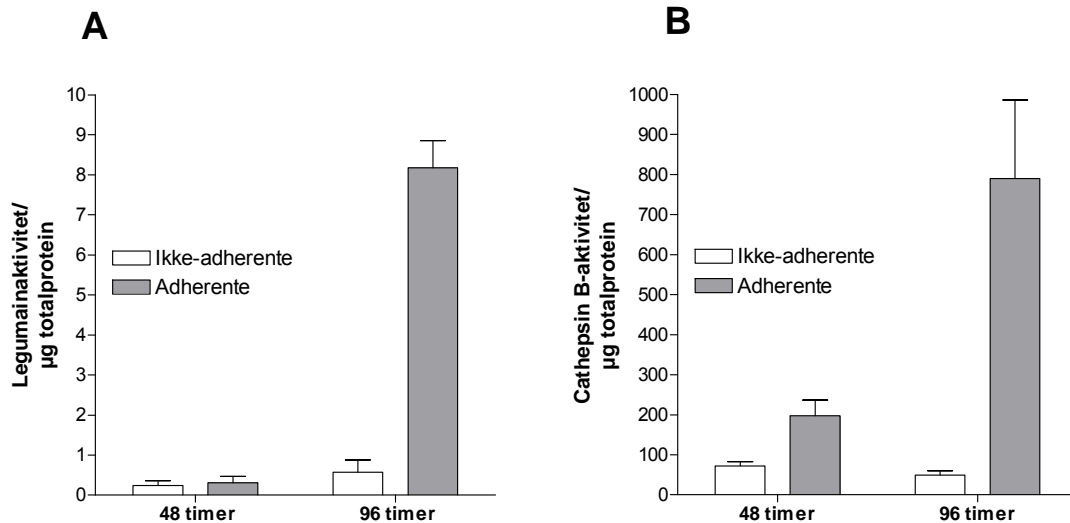 A
Legumainaktivitet/
µg totalprotein
10
9
8
7
6
5
4
3
2
1
0
Ikke-adherente
Adherente
48 timer
96 timer
B
Cathepsin B-aktivitet/
µg totalprotein
1000
900
800
700
600
500
400
300
200
100
0
Ikke-adherente
Adherente
48 timer
96 timer